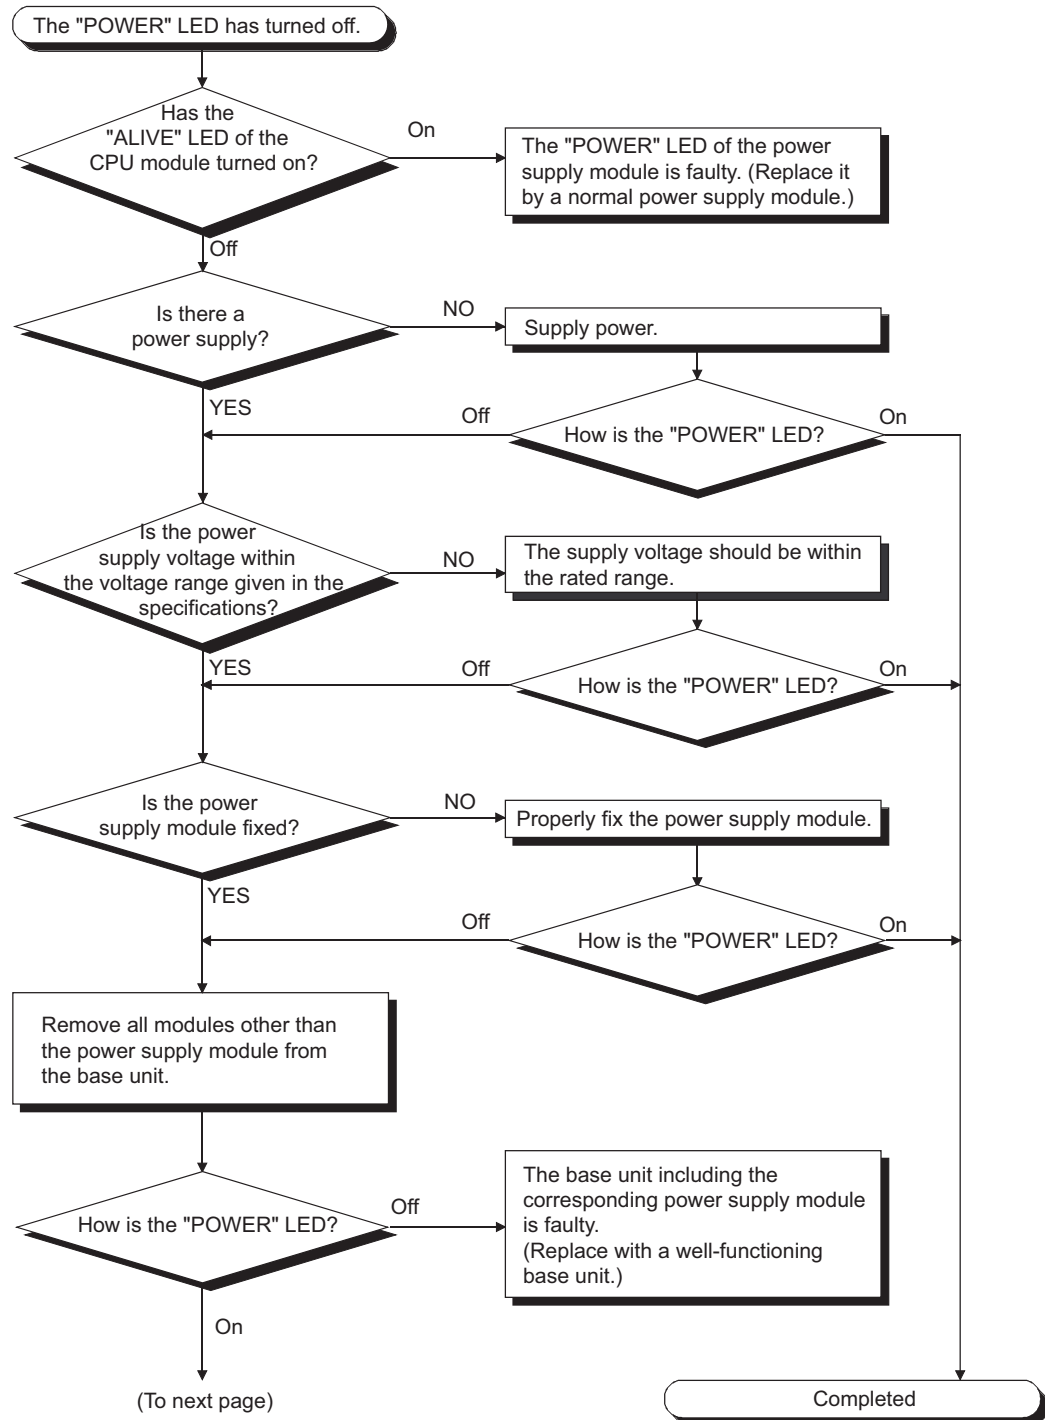 The "POWER" LED has turned off.
Has the
"ALIVE" LED of the
CPU module turned on?
On
The "POWER" LED of the power
supply module is faulty. (Replace it
by a normal power supply module.)
Off
Is there a
power supply?
NO
Supply power.
YES
Off
How is the "POWER" LED?
On
Is the power
supply voltage within
the voltage range given in the
specifications?
NO
The supply voltage should be within
the rated range.
YES
Off
How is the "POWER" LED?
On
Is the power
supply module fixed?
NO
Properly fix the power supply module.
YES
Off
How is the "POWER" LED?
On
Remove all modules other than
the power supply module from
the base unit.
How is the "POWER" LED?
Off
The base unit including the
corresponding power supply module
is faulty.
(Replace with a well-functioning
base unit.)
On
(To next page)
Completed